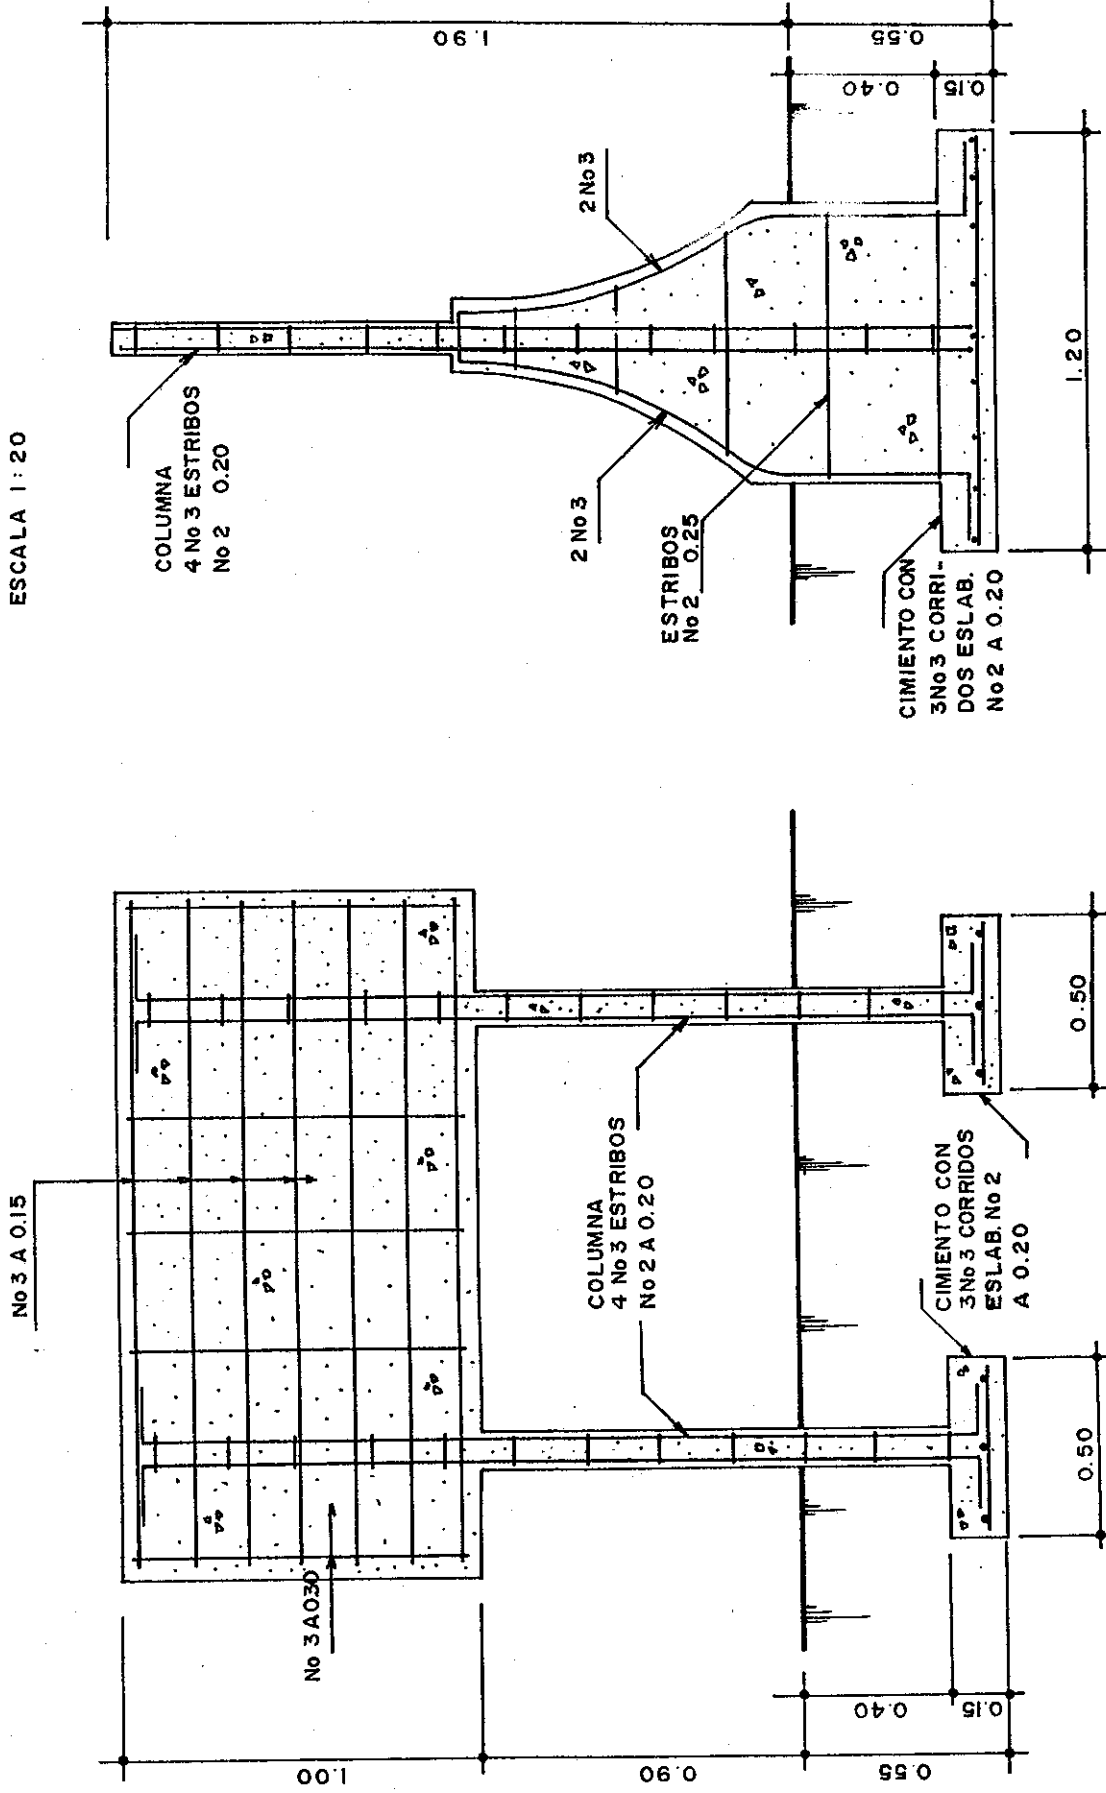 ESCALA 1:20
No 3 A 0.15
No 3 A 030
COLUMNA
4 No 3 ESTRIBOS
No 2 A 0.20
CIMIENTO CON
3 No 3 CORRIDOS
ESLAB. No 2
A 0.20
1.00
0.90
0.55
0.40
0.15
0.50
0.50
COLUMNA
4 No 3 ESTRIBOS
No 2 0.20
2 No 3
2 No 3
ESTRIBOS
No 2 0.25
CIMIENTO CON
3 No 3 CORRI-
DOS ESLAB.
No 2 A 0.20
1.90
0.55
0.40
0.15
1.20